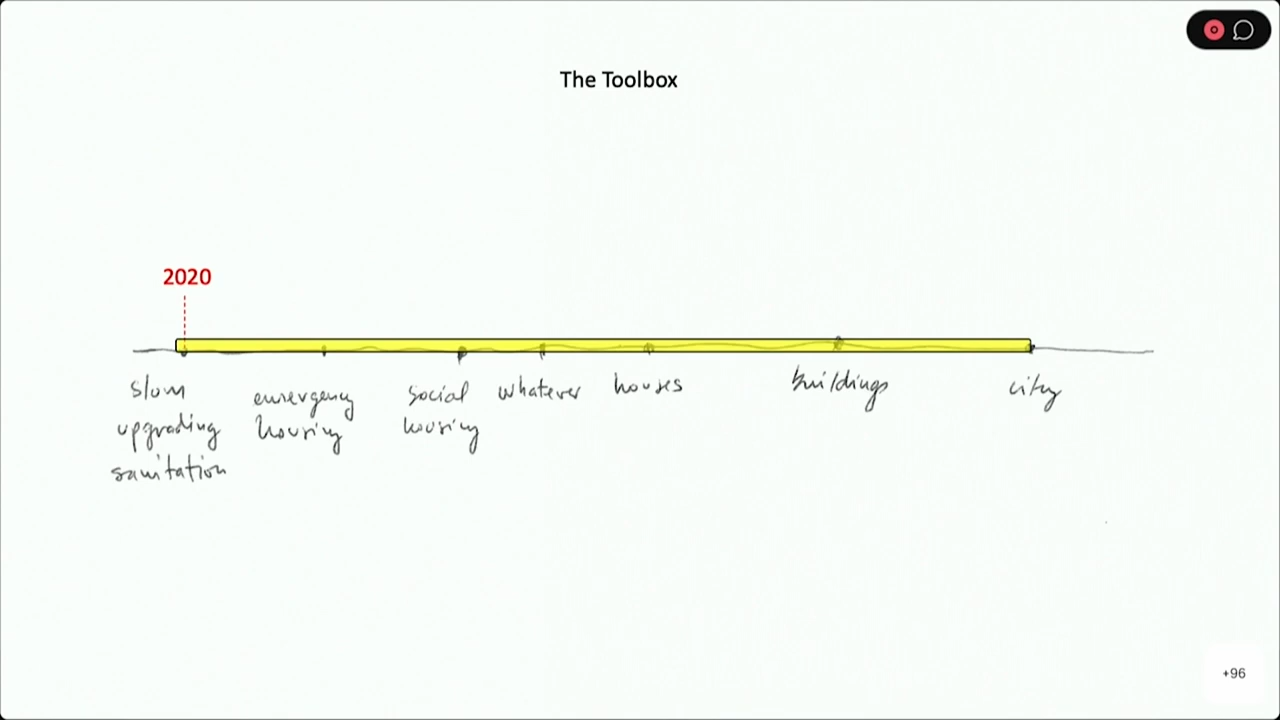 The Toolbox
2020
slum
upgrading
sanitation
emergency
housing
social
housing
whatever
houses
buildings
city
+96